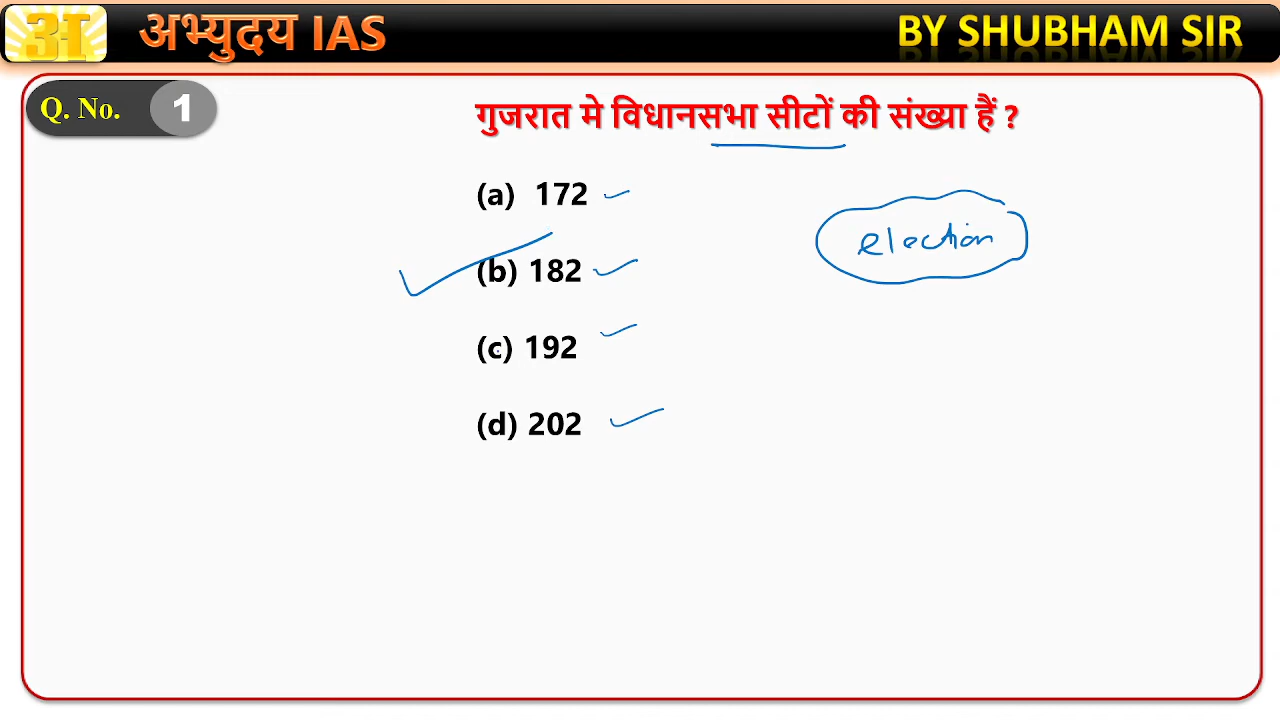 अभ्युदय IAS
BY SHUBHAM SIR
Q. No. 1
गुजरात मे विधानसभा सीटों की संख्या हैं ?
(a) 172
(b) 182
election
(c) 192
(d) 202